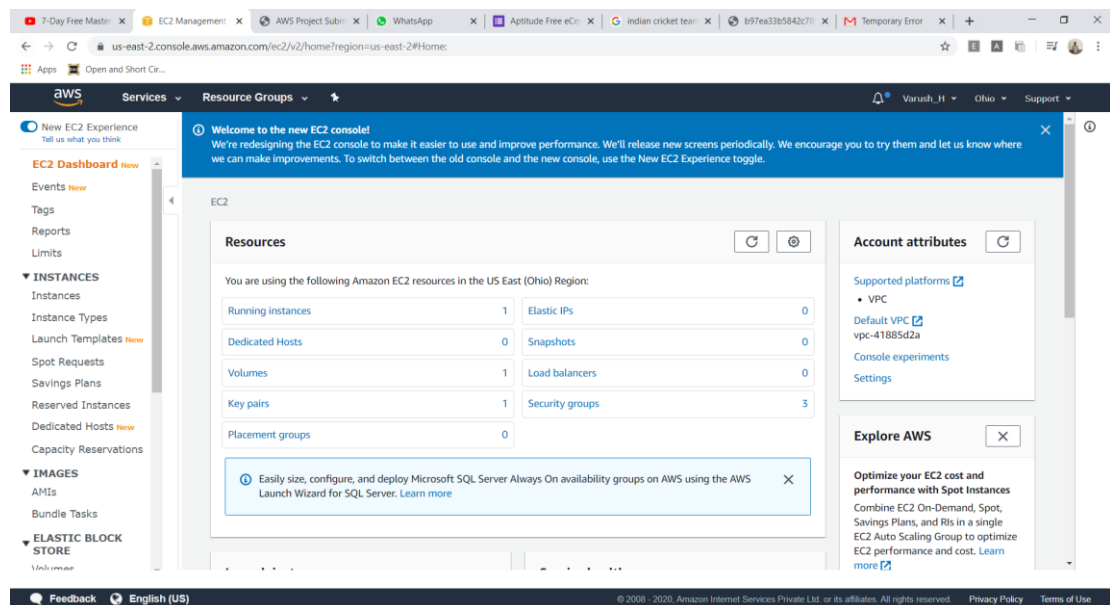 7-Day Free Master
EC2 Management
AWS Project Subm
WhatsApp
Aptitude Free eCe
indian cricket team
b97ea33b5842c7
Temporary Error
us-east-2.console.aws.amazon.com/ec2/v2/home?region=us-east-2#Home:
Apps
Open and Short Cir...
aws
Services
Resource Groups
Varush_H
Ohio
Support
New EC2 Experience
Tell us what you think
EC2 Dashboard New
Events New
Tags
Reports
Limits
INSTANCES
Instances
Instance Types
Launch Templates New
Spot Requests
Savings Plans
Reserved Instances
Dedicated Hosts New
Capacity Reservations
IMAGES
AMIs
Bundle Tasks
ELASTIC BLOCK
STORE
Volumes
Welcome to the new EC2 console!
We're redesigning the EC2 console to make it easier to use and improve performance. We'll release new screens periodically. We encourage you to try them and let us know where
we can make improvements. To switch between the old console and the new console, use the New EC2 Experience toggle.
EC2
Resources
You are using the following Amazon EC2 resources in the US East (Ohio) Region:
Running instances 1
Elastic IPs 0
Dedicated Hosts 0
Snapshots 0
Volumes 1
Load balancers 0
Key pairs 1
Security groups 3
Placement groups 0
Easily size, configure, and deploy Microsoft SQL Server Always On availability groups on AWS using the AWS
Launch Wizard for SQL Server. Learn more
Account attributes
Supported platforms
• VPC
Default VPC
vpc-41885d2a
Console experiments
Settings
Explore AWS
Optimize your EC2 cost and
performance with Spot Instances
Combine EC2 On-Demand, Spot,
Savings Plans, and RIs in a single
EC2 Auto Scaling Group to optimize
EC2 performance and cost. Learn
more
Feedback
English (US)
© 2008 - 2020, Amazon Internet Services Private Ltd. or its affiliates. All rights reserved.
Privacy Policy
Terms of Use